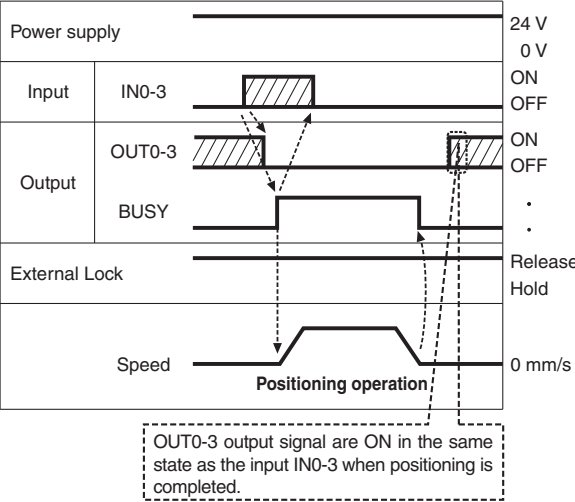 Power supply
24 V
0 V
Input
IN0-3
ON
OFF
Output
OUT0-3
ON
OFF
BUSY
External Lock
Release
Hold
Speed
0 mm/s
Positioning operation
OUT0-3 output signal are ON in the same
state as the input IN0-3 when positioning is
completed.